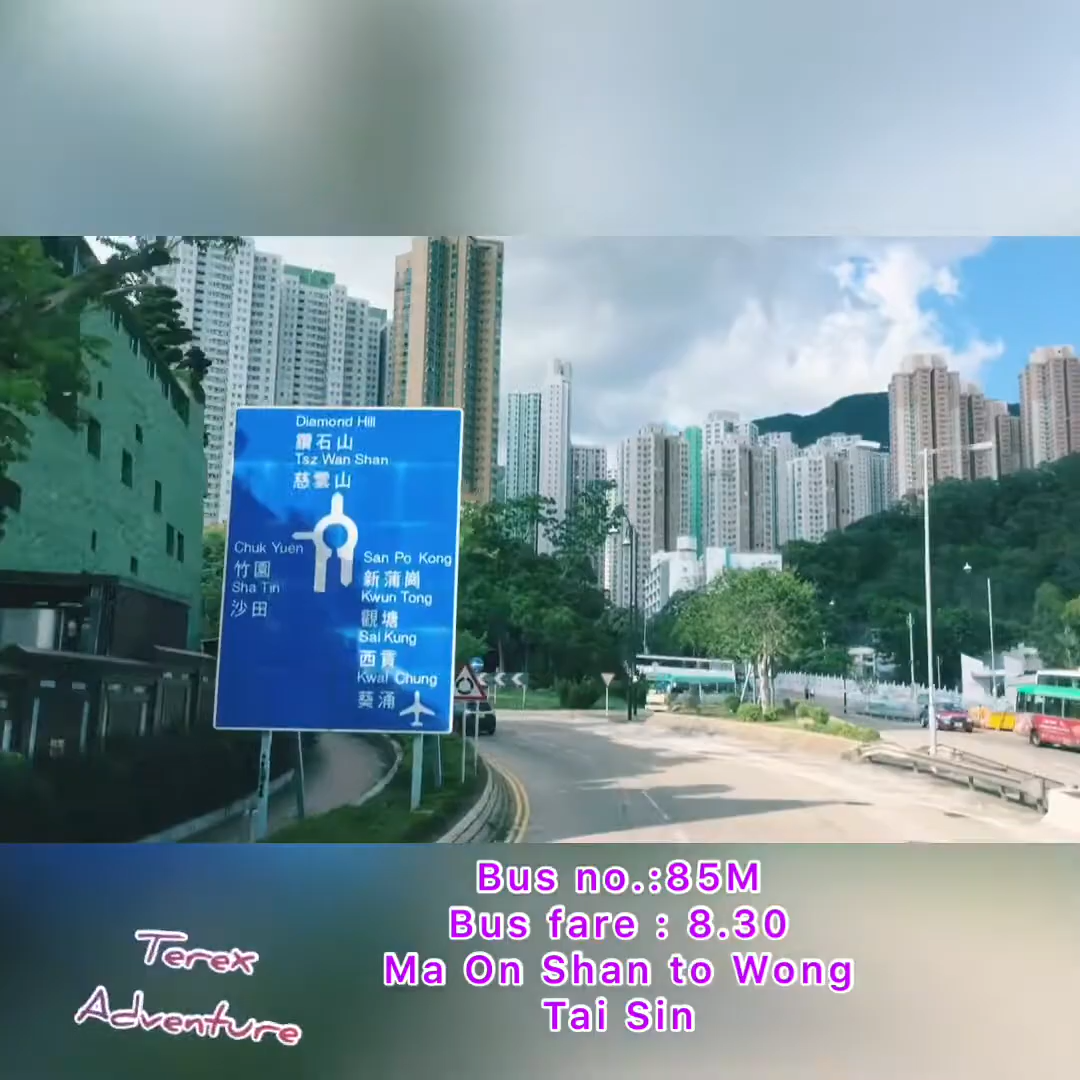 Diamond Hill
鑽石山
Tsz Wan Shan
慈雲山
Chuk Yuen
竹園
Sha Tin
沙田
San Po Kong
新蒲崗
Kwun Tong
觀塘
Sai Kung
西貢
Kwai Chung
葵涌
Bus no.:85M
Bus fare : 8.30
Ma On Shan to Wong
Tai Sin
Terex
Adventure